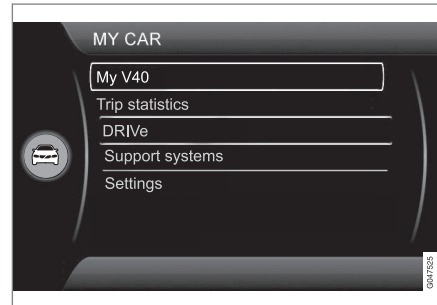 MY CAR
My V40
Trip statistics
DRIVe
Support systems
Settings
G047525